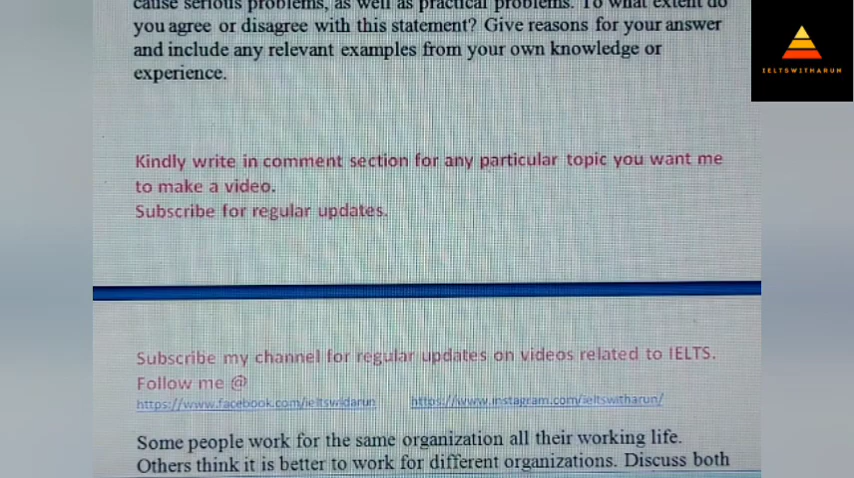 cause serious problems, as well as practical problems. To what extent do
you agree or disagree with this statement? Give reasons for your answer
and include any relevant examples from your own knowledge or
experience.
IELTSWITHARUN
Kindly write in comment section for any particular topic you want me
to make a video.
Subscribe for regular updates.
Subscribe my channel for regular updates on videos related to IELTS.
Follow me @
https://www.facebook.com/ieltswidarun https://www.instagram.com/ieltswitharun/
Some people work for the same organization all their working life.
Others think it is better to work for different organizations. Discuss both